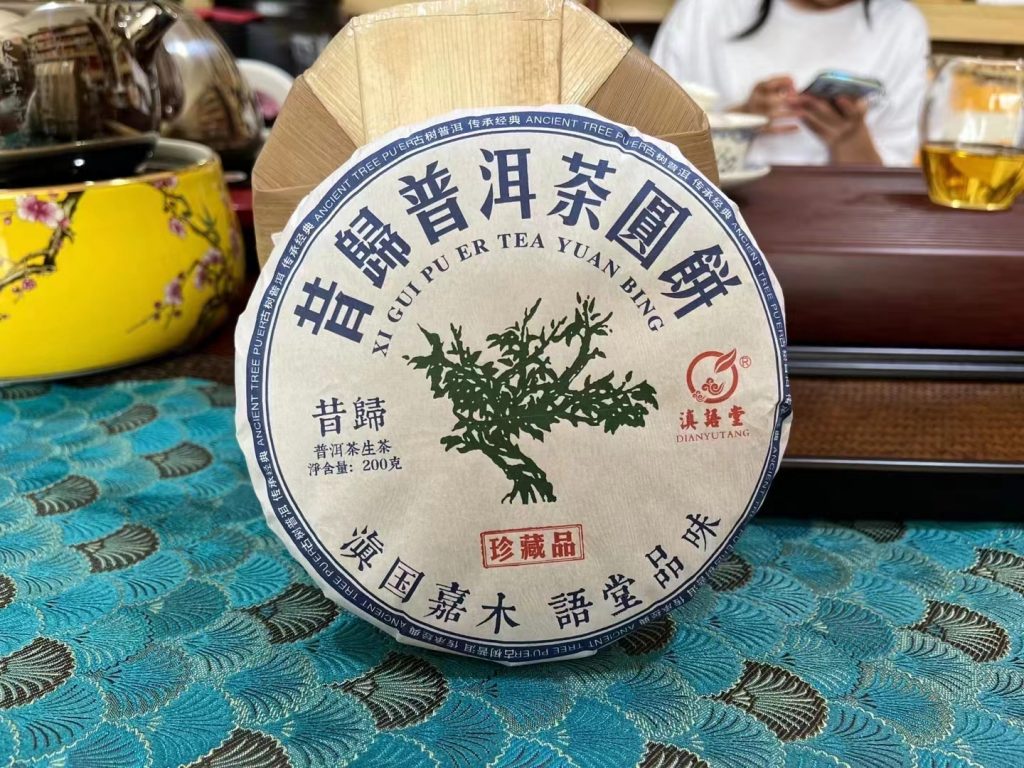 古树普洱 传承经典 ANCIENT TREE PU'ER
昔歸普洱茶圓餅
XI GUI PU ER TEA YUAN BING
昔歸
普洱茶生茶
淨含量：200克
滇語堂
DIANYUTANG
®
珍藏品
滇国嘉木 語堂品味